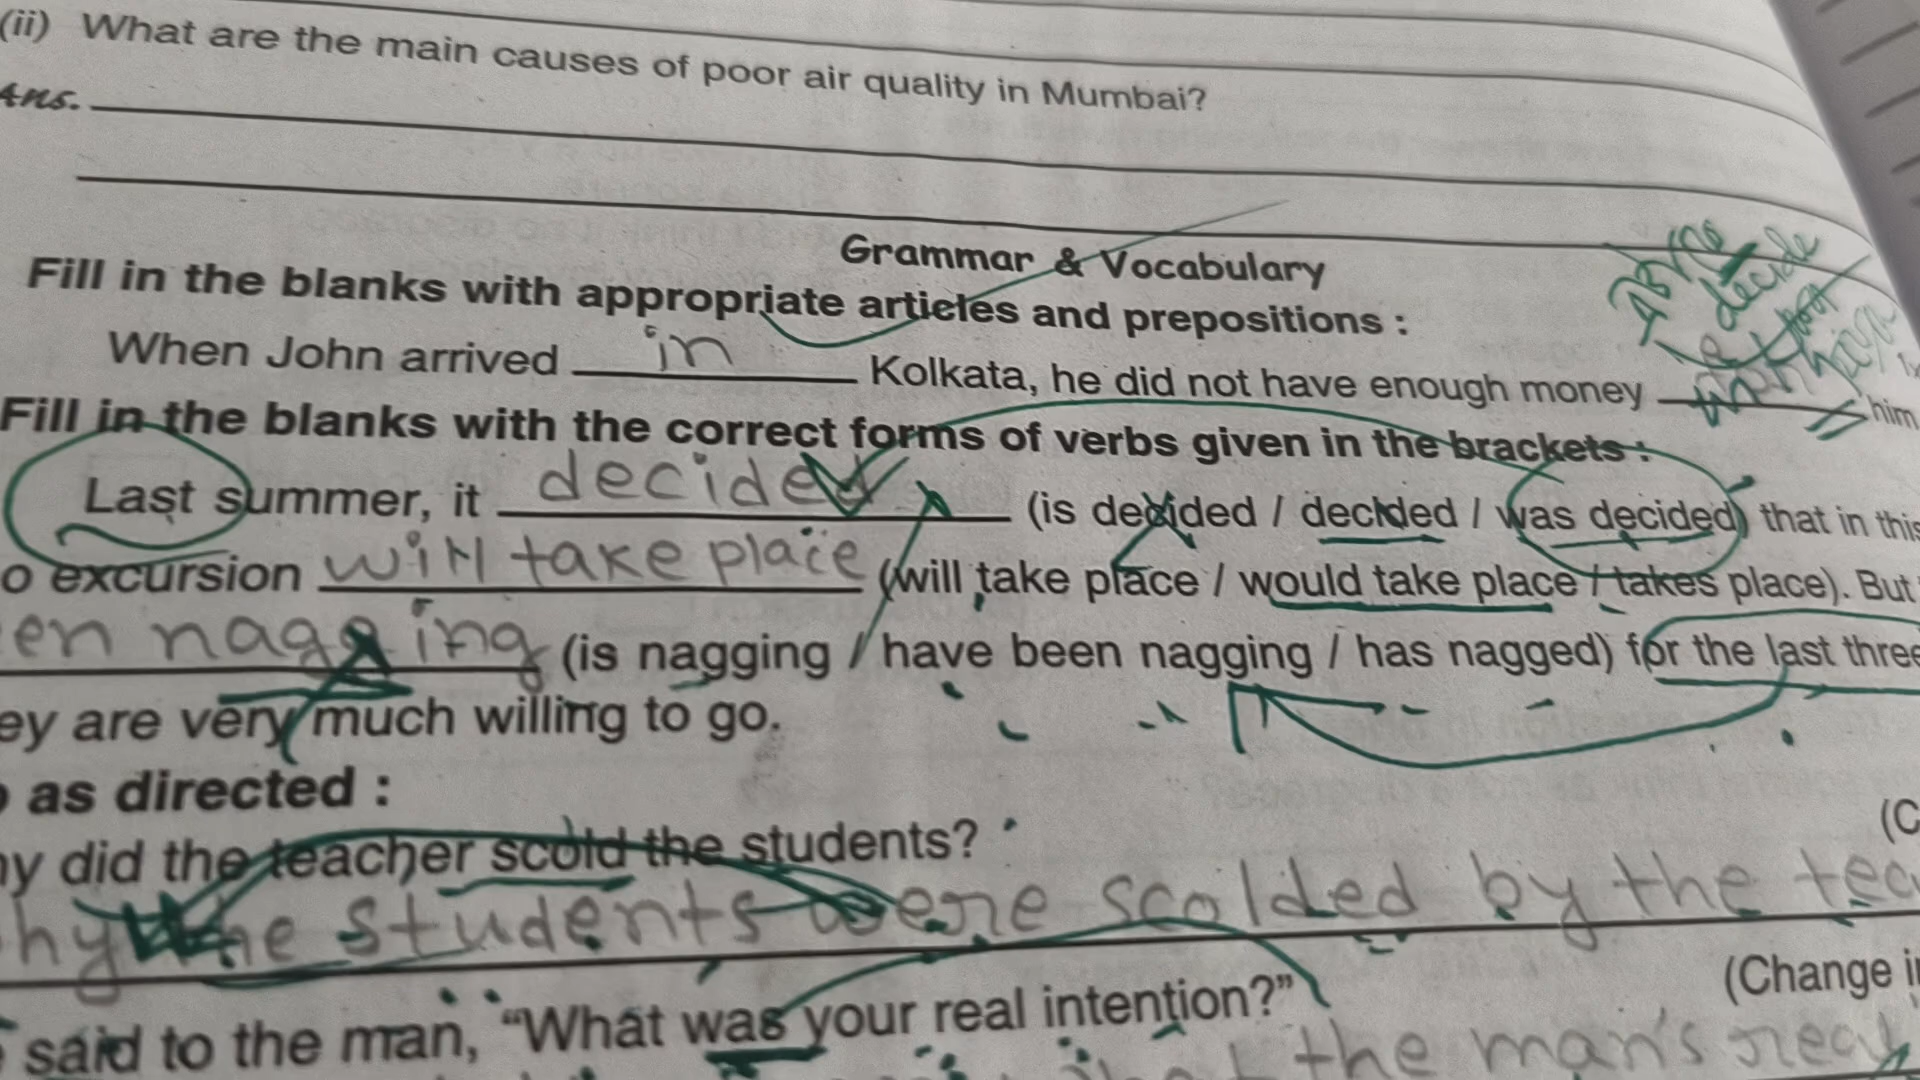 (ii) What are the main causes of poor air quality in Mumbai?
Ans.
Grammar & Vocabulary
Fill in the blanks with appropriate articles and prepositions :
When John arrived in Kolkata, he did not have enough money him
Fill in the blanks with the correct forms of verbs given in the brackets :
Last summer, it decided (is decided / decided / was decided) that in this
o excursion will take place (will take place / would take place / takes place). But
en nagging (is nagging / have been nagging / has nagged) for the last three
ey are very much willing to go.
as directed :
hy did the teacher scold the students? (C
hy the students were scolded by the teac
(Change i
said to the man, “What was your real intention?”
the man's real